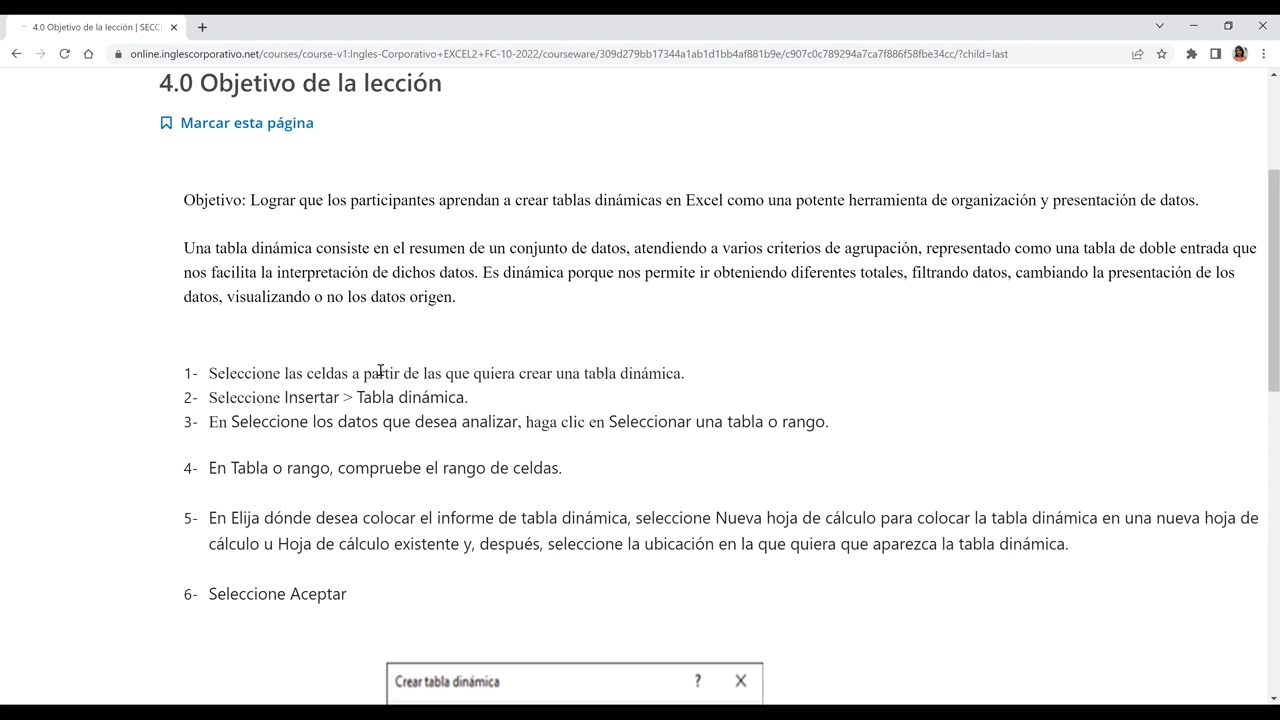 4.0 Objetivo de la lección | SECCI
online.inglescorporativo.net/courses/course-v1:Ingles-Corporativo+EXCEL2+FC-10-2022/courseware/309d279bb17344a1ab1d1bb4af881b9e/c907c0c789294a7ca7f886f58fbe34cc/?child=last
4.0 Objetivo de la lección
Marcar esta página
Objetivo: Lograr que los participantes aprendan a crear tablas dinámicas en Excel como una potente herramienta de organización y presentación de datos.
Una tabla dinámica consiste en el resumen de un conjunto de datos, atendiendo a varios criterios de agrupación, representado como una tabla de doble entrada que
nos facilita la interpretación de dichos datos. Es dinámica porque nos permite ir obteniendo diferentes totales, filtrando datos, cambiando la presentación de los
datos, visualizando o no los datos origen.
1- Seleccione las celdas a partir de las que quiera crear una tabla dinámica.
2- Seleccione Insertar > Tabla dinámica.
3- En Seleccione los datos que desea analizar, haga clic en Seleccionar una tabla o rango.
4- En Tabla o rango, compruebe el rango de celdas.
5- En Elija dónde desea colocar el informe de tabla dinámica, seleccione Nueva hoja de cálculo para colocar la tabla dinámica en una nueva hoja de
cálculo u Hoja de cálculo existente y, después, seleccione la ubicación en la que quiera que aparezca la tabla dinámica.
6- Seleccione Aceptar
Crear tabla dinámica ? X